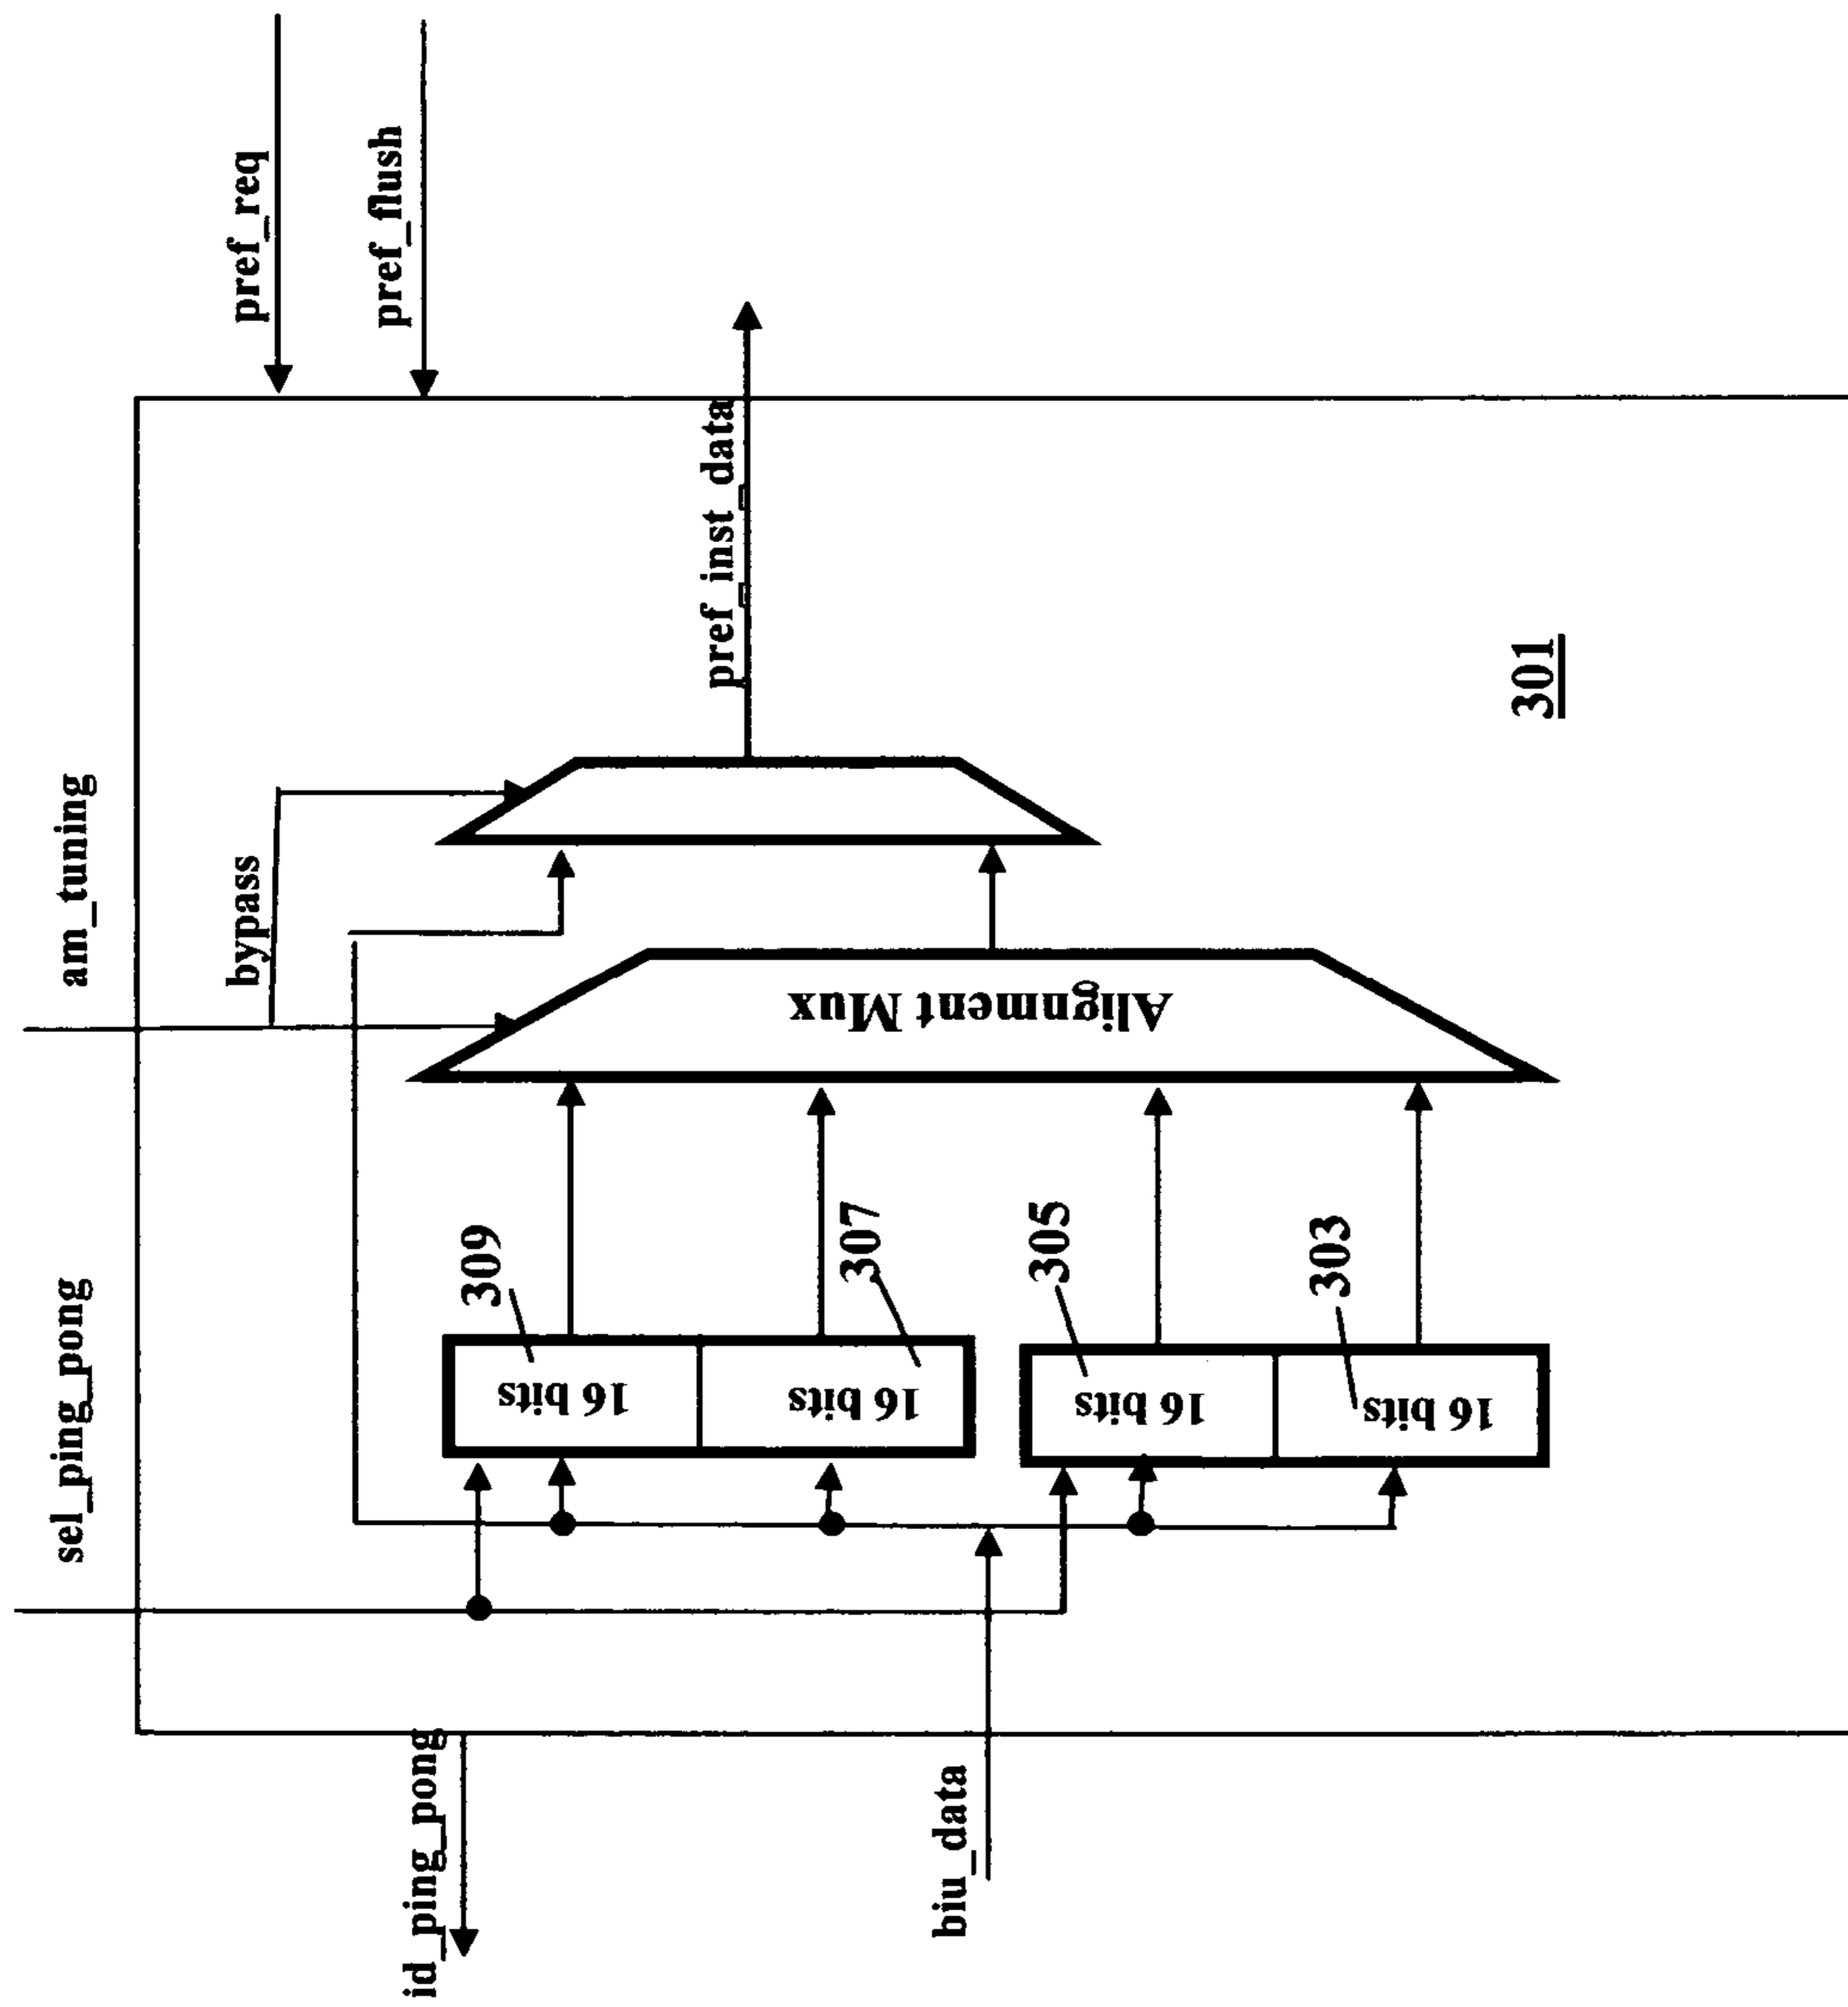 pref_req
pref_flush
am_tuning
bypass
pref_inst_data
301
Alignment Mux
sel_ping_pong
309
307
305
303
16 bits
16 bits
16 bits
16 bits
id_ping_pong
biu_data